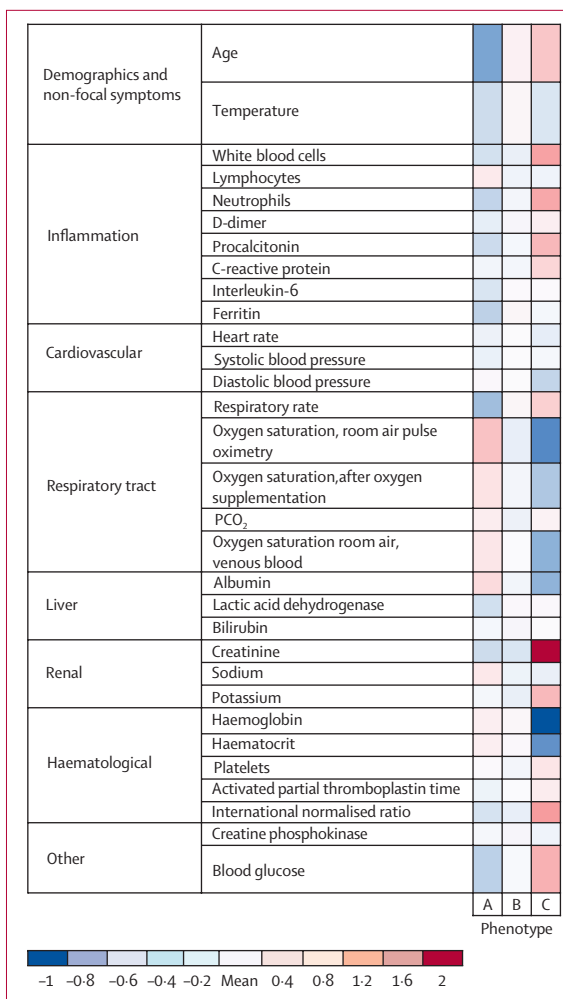 Demographics and
non-focal symptoms
Age
Temperature
Inflammation
White blood cells
Lymphocytes
Neutrophils
D-dimer
Procalcitonin
C-reactive protein
Interleukin-6
Ferritin
Cardiovascular
Heart rate
Systolic blood pressure
Diastolic blood pressure
Respiratory tract
Respiratory rate
Oxygen saturation, room air pulse
oximetry
Oxygen saturation,after oxygen
supplementation
PCO₂
Oxygen saturation room air,
venous blood
Liver
Albumin
Lactic acid dehydrogenase
Bilirubin
Renal
Creatinine
Sodium
Potassium
Haematological
Haemoglobin
Haematocrit
Platelets
Activated partial thromboplastin time
International normalised ratio
Other
Creatine phosphokinase
Blood glucose
A B C
Phenotype
–1 –0·8 –0·6 –0·4 –0·2 Mean 0·4 0·8 1·2 1·6 2